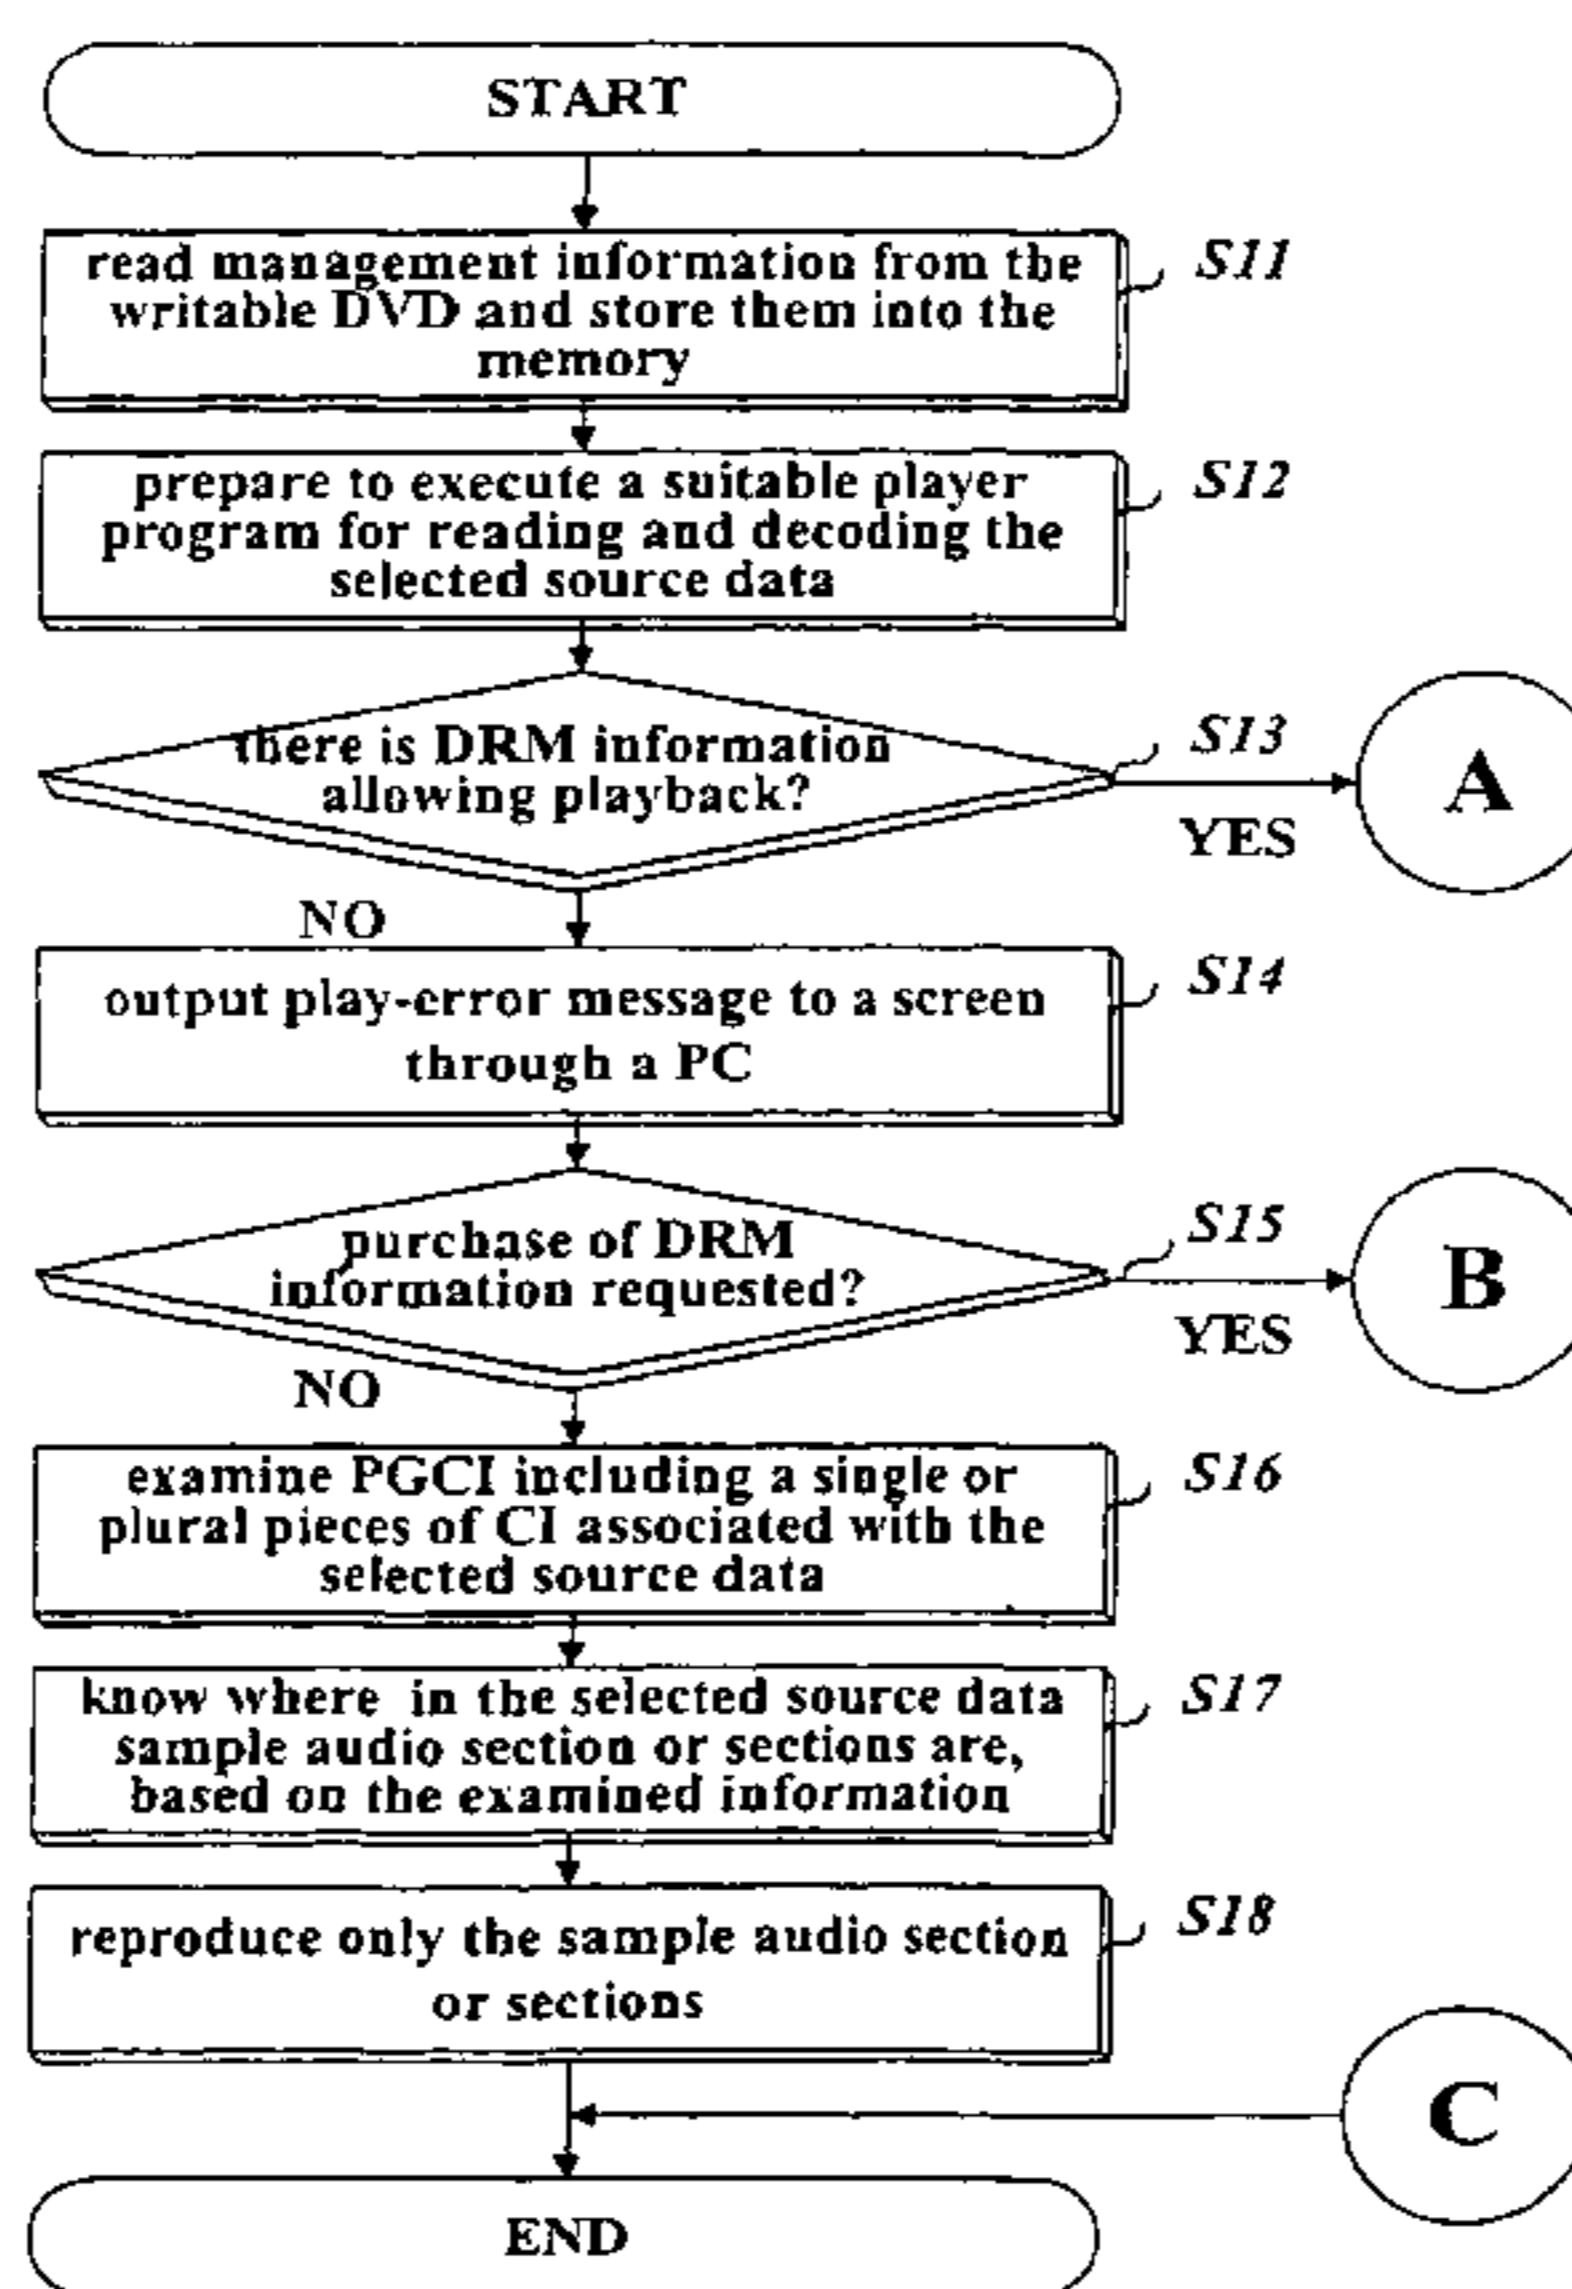 START
read management information from the
writable DVD and store them into the
memory
S11
prepare to execute a suitable player
program for reading and decoding the
selected source data
S12
there is DRM information
allowing playback?
S13
YES
A
NO
output play-error message to a screen
through a PC
S14
purchase of DRM
information requested?
S15
YES
B
NO
examine PGCI including a single or
plural pieces of CI associated with the
selected source data
S16
know where in the selected source data
sample audio section or sections are,
based on the examined information
S17
reproduce only the sample audio section
or sections
S18
C
END